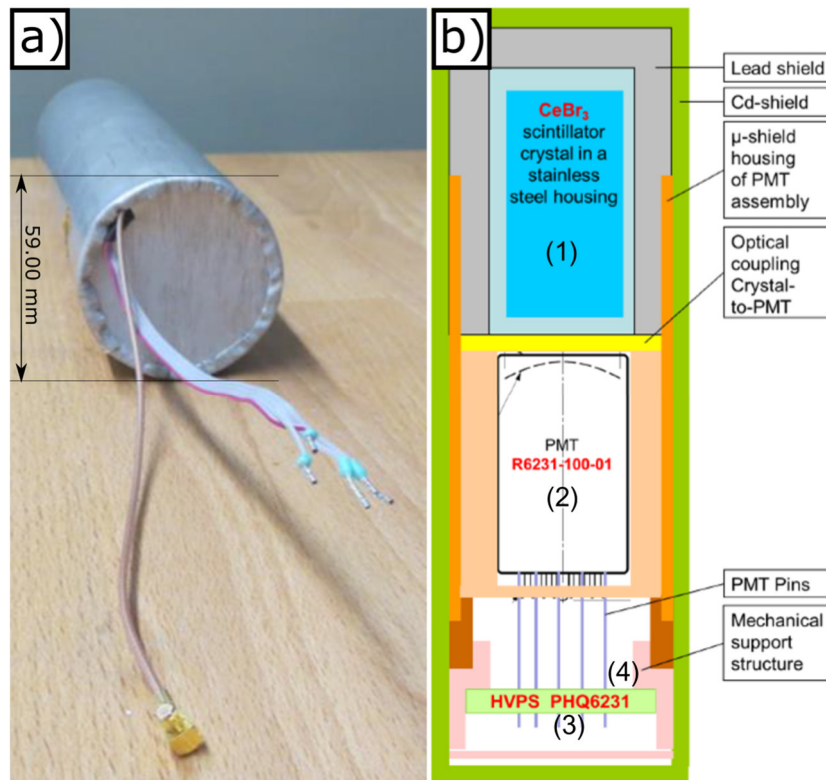 a)
59.00 mm
b)
CeBr₃
scintillator
crystal in a
stainless
steel housing
(1)
PMT
R6231-100-01
(2)
(4)
HVPS PHQ6231
(3)
Lead shield
Cd-shield
µ-shield
housing
of PMT
assembly
Optical
coupling
Crystal-
to-PMT
PMT Pins
Mechanical
support
structure